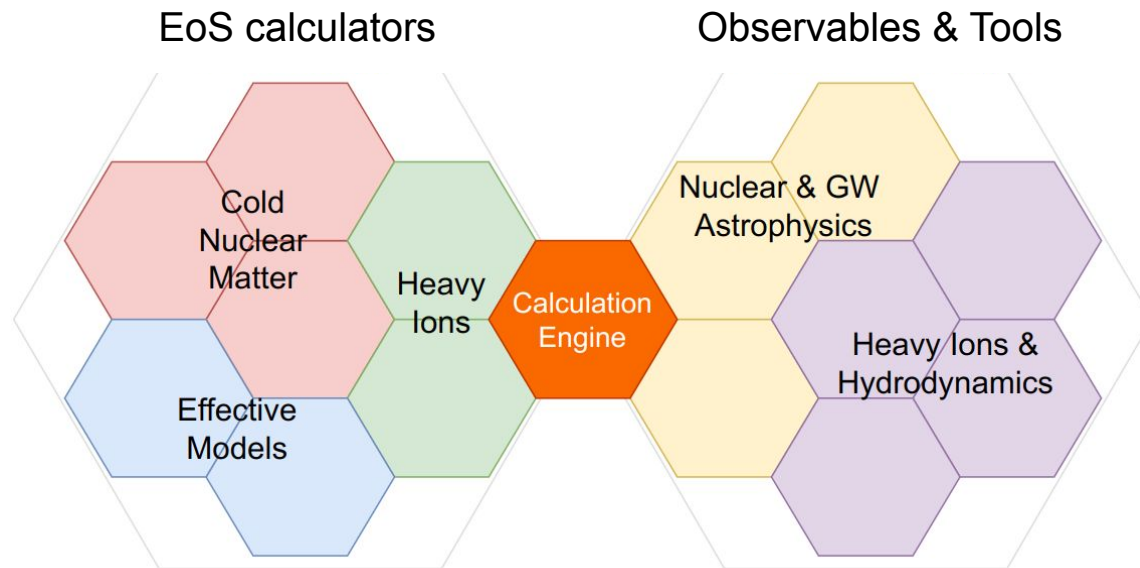 EoS calculators
Observables & Tools
Cold
Nuclear
Matter
Heavy
Ions
Effective
Models
Calculation
Engine
Nuclear & GW
Astrophysics
Heavy Ions &
Hydrodynamics